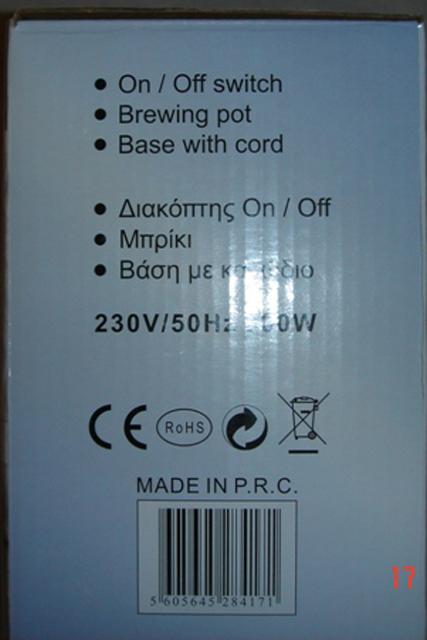 On / Off switch
Brewing pot
Base with cord
Διακόπτης On / Off
Μπρίκι
Βάση με
230V/50Hz
CE
RoHS
MADE IN P.R.C.
5 605645 284171
17